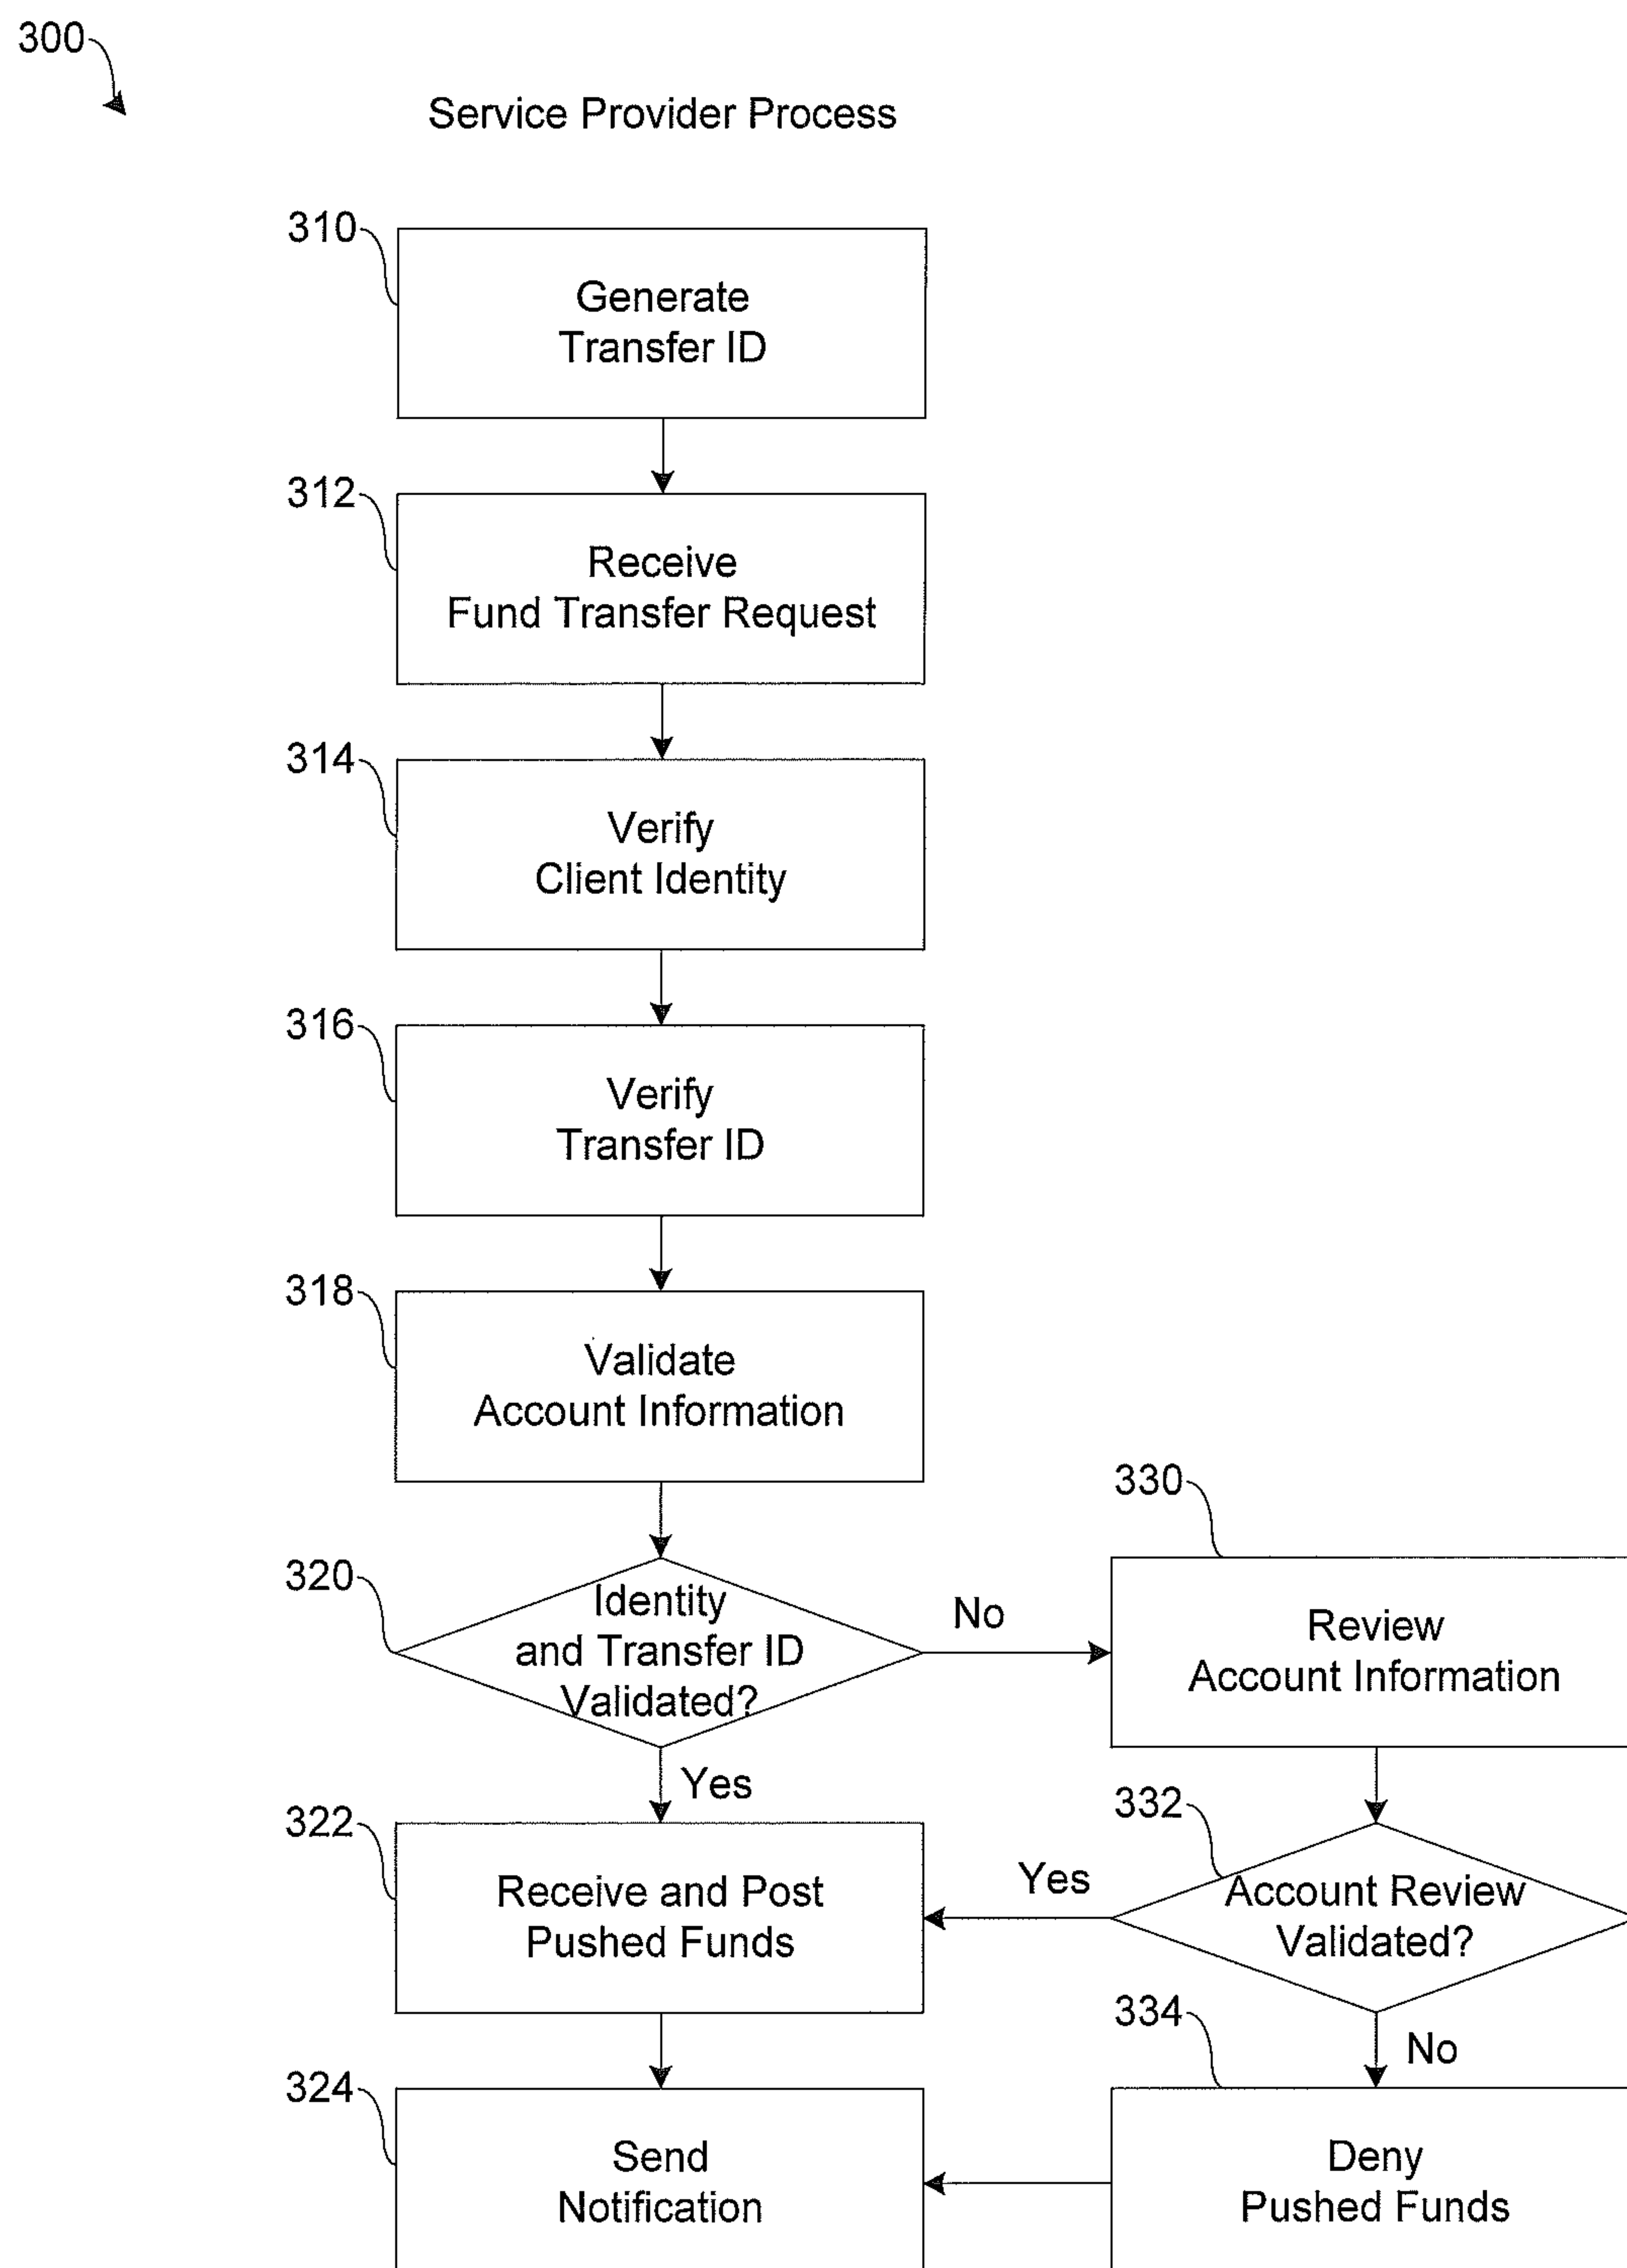 300
Service Provider Process
310
Generate
Transfer ID
312
Receive
Fund Transfer Request
314
Verify
Client Identity
316
Verify
Transfer ID
318
Validate
Account Information
320
Identity
and Transfer ID
Validated?
No
330
Review
Account Information
Yes
322
Receive and Post
Pushed Funds
Yes
332
Account Review
Validated?
No
324
Send
Notification
334
Deny
Pushed Funds